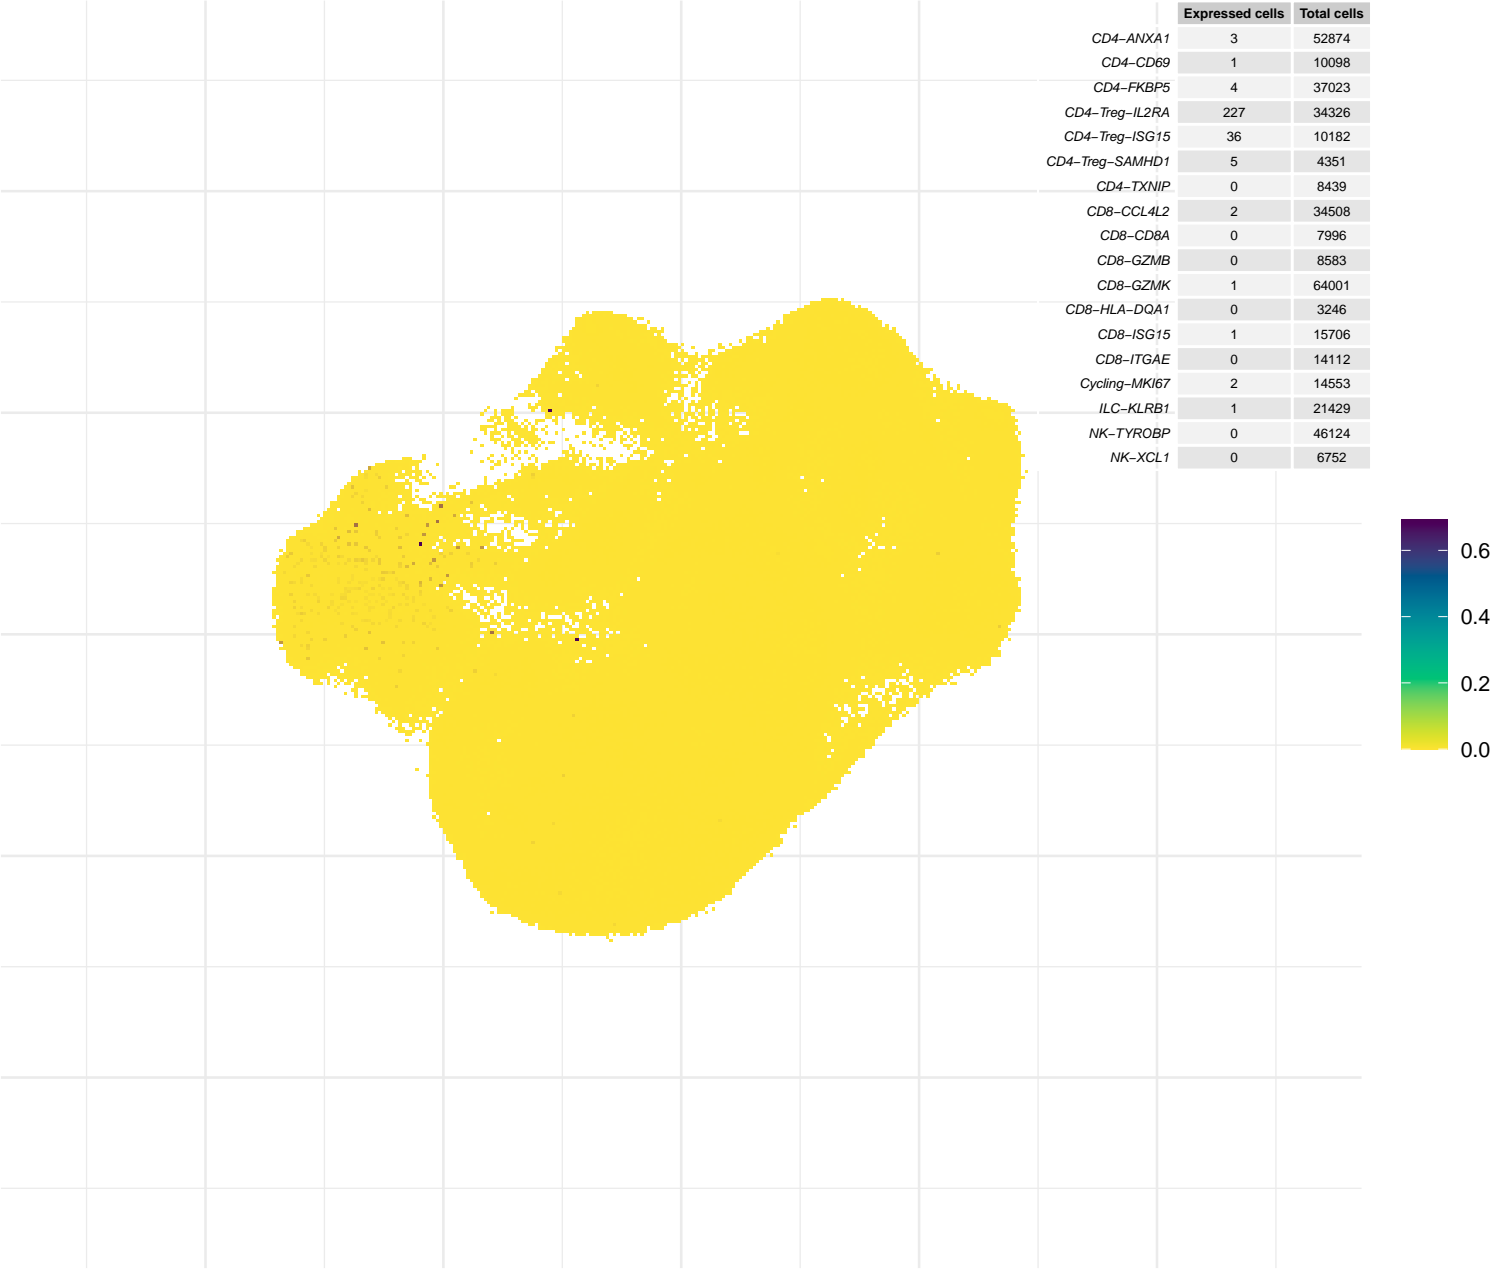 Expressed cells Total cells
CD4−ANXA1 3 52874
CD4−CD69 1 10098
CD4−FKBP5 4 37023
CD4−Treg−IL2RA 227 34326
CD4−Treg−ISG15 36 10182
CD4−Treg−SAMHD1 5 4351
CD4−TXNIP 0 8439
CD8−CCL4L2 2 34508
CD8−CD8A 0 7996
CD8−GZMB 0 8583
CD8−GZMK 1 64001
CD8−HLA−DQA1 0 3246
CD8−ISG15 1 15706
CD8−ITGAE 0 14112
Cycling−MKI67 2 14553
ILC−KLRB1 1 21429
NK−TYROBP 0 46124
NK−XCL1 0 6752
0.6
0.4
0.2
0.0